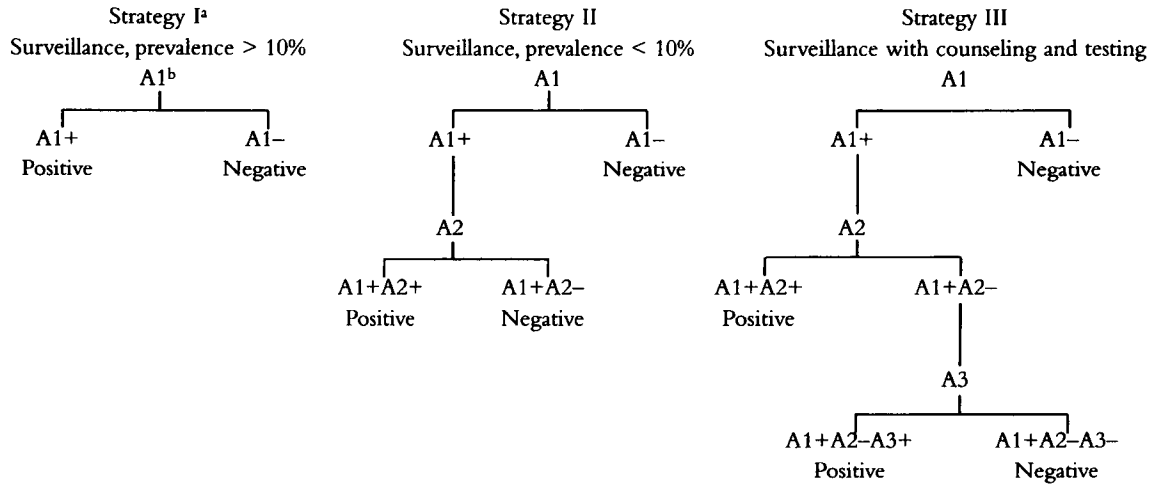 Strategy Iᵃ
Surveillance, prevalence > 10%
A1ᵇ
A1+ A1–
Positive Negative
Strategy II
Surveillance, prevalence < 10%
A1
A1+ A1–
Negative
A2
A1+A2+ A1+A2–
Positive Negative
Strategy III
Surveillance with counseling and testing
A1
A1+ A1–
Negative
A2
A1+A2+ A1+A2–
Positive
A3
A1+A2–A3+ A1+A2–A3–
Positive Negative